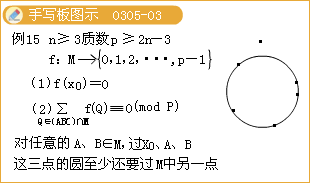 手写板图示 0305-03
例15 n≥3质数p≥2n-3
f：M→{0,1,2,···,p-1}
(1)f(x₀)=0
(2)∑ f(Q)≡0(mod P)
Q∈(ABC)∩M
对任意的A、B∈M,过X₀、A、B
这三点的圆至少还要过M中另一点